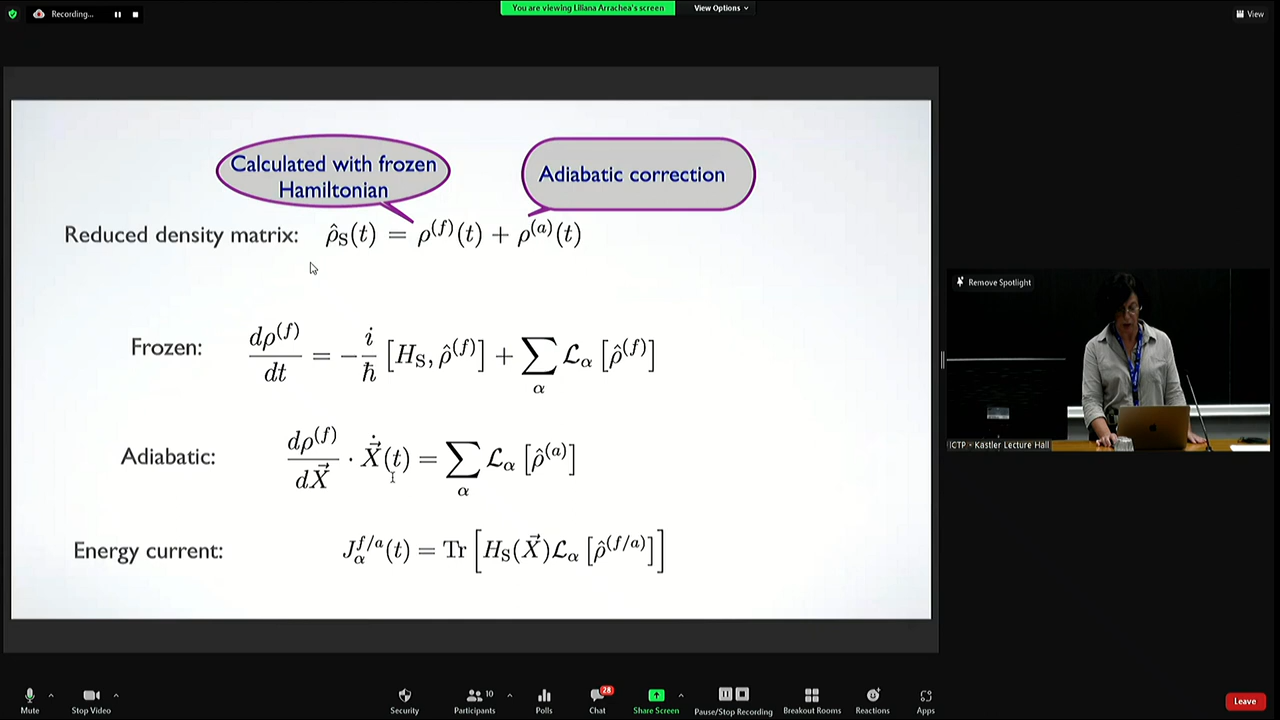 Recording...
You are viewing Liliana Arrachea's screen
View Options
View
Calculated with frozen
Hamiltonian
Adiabatic correction
Reduced density matrix: ρ̂_S(t) = ρ^(f)(t) + ρ^(a)(t)
Remove Spotlight
Frozen: dρ^(f)/dt = −i/ħ [H_S, ρ̂^(f)] + ∑_α ℒ_α [ρ̂^(f)]
ICTP - Kastler Lecture Hall
Adiabatic: dρ^(f)/dX⃗ · Ẋ⃗(t) = ∑_α ℒ_α [ρ̂^(a)]
Energy current: J_α^{f/a}(t) = Tr [H_S(X⃗)ℒ_α [ρ̂^(f/a)]]
10
28
Mute
Stop Video
Security
Participants
Polls
Chat
Share Screen
Pause/Stop Recording
Breakout Rooms
Reactions
Apps
Leave